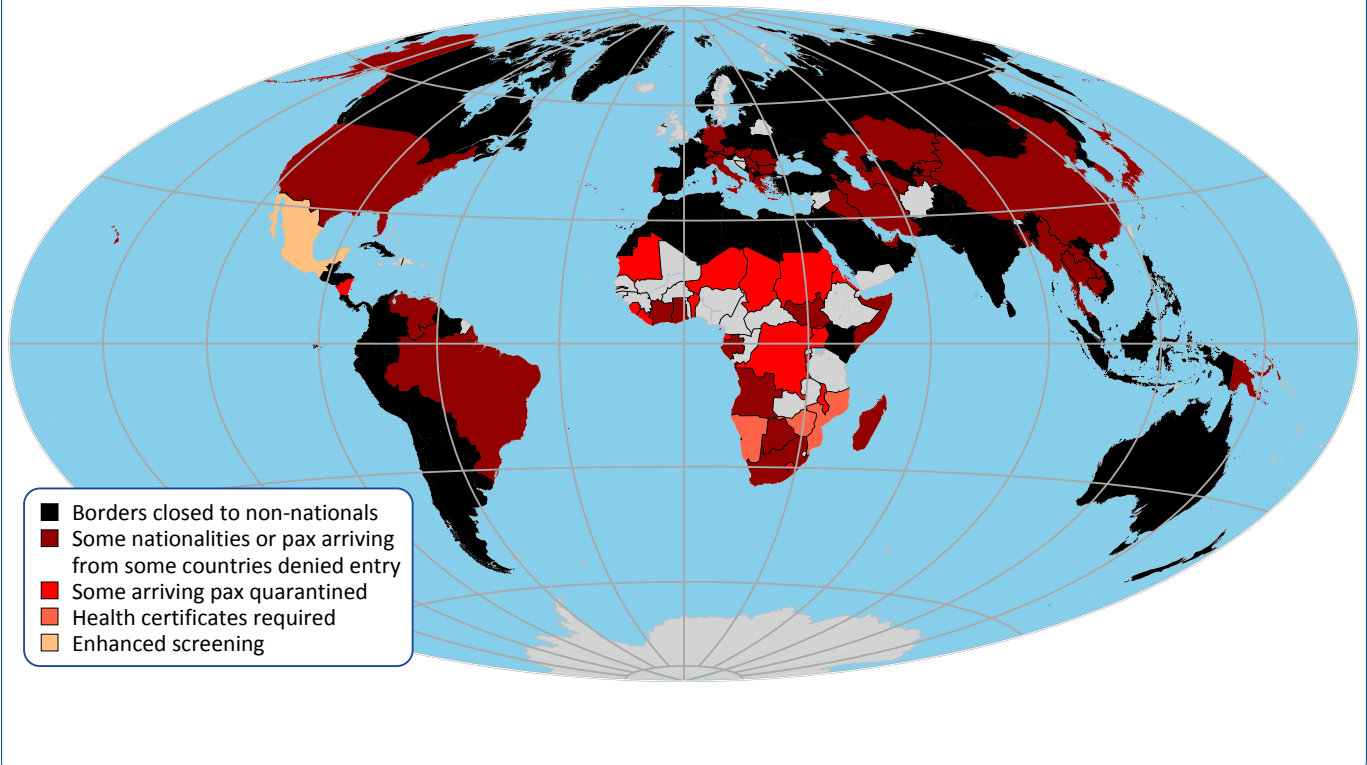 Borders closed to non-nationals
Some nationalities or pax arriving
from some countries denied entry
Some arriving pax quarantined
Health certificates required
Enhanced screening